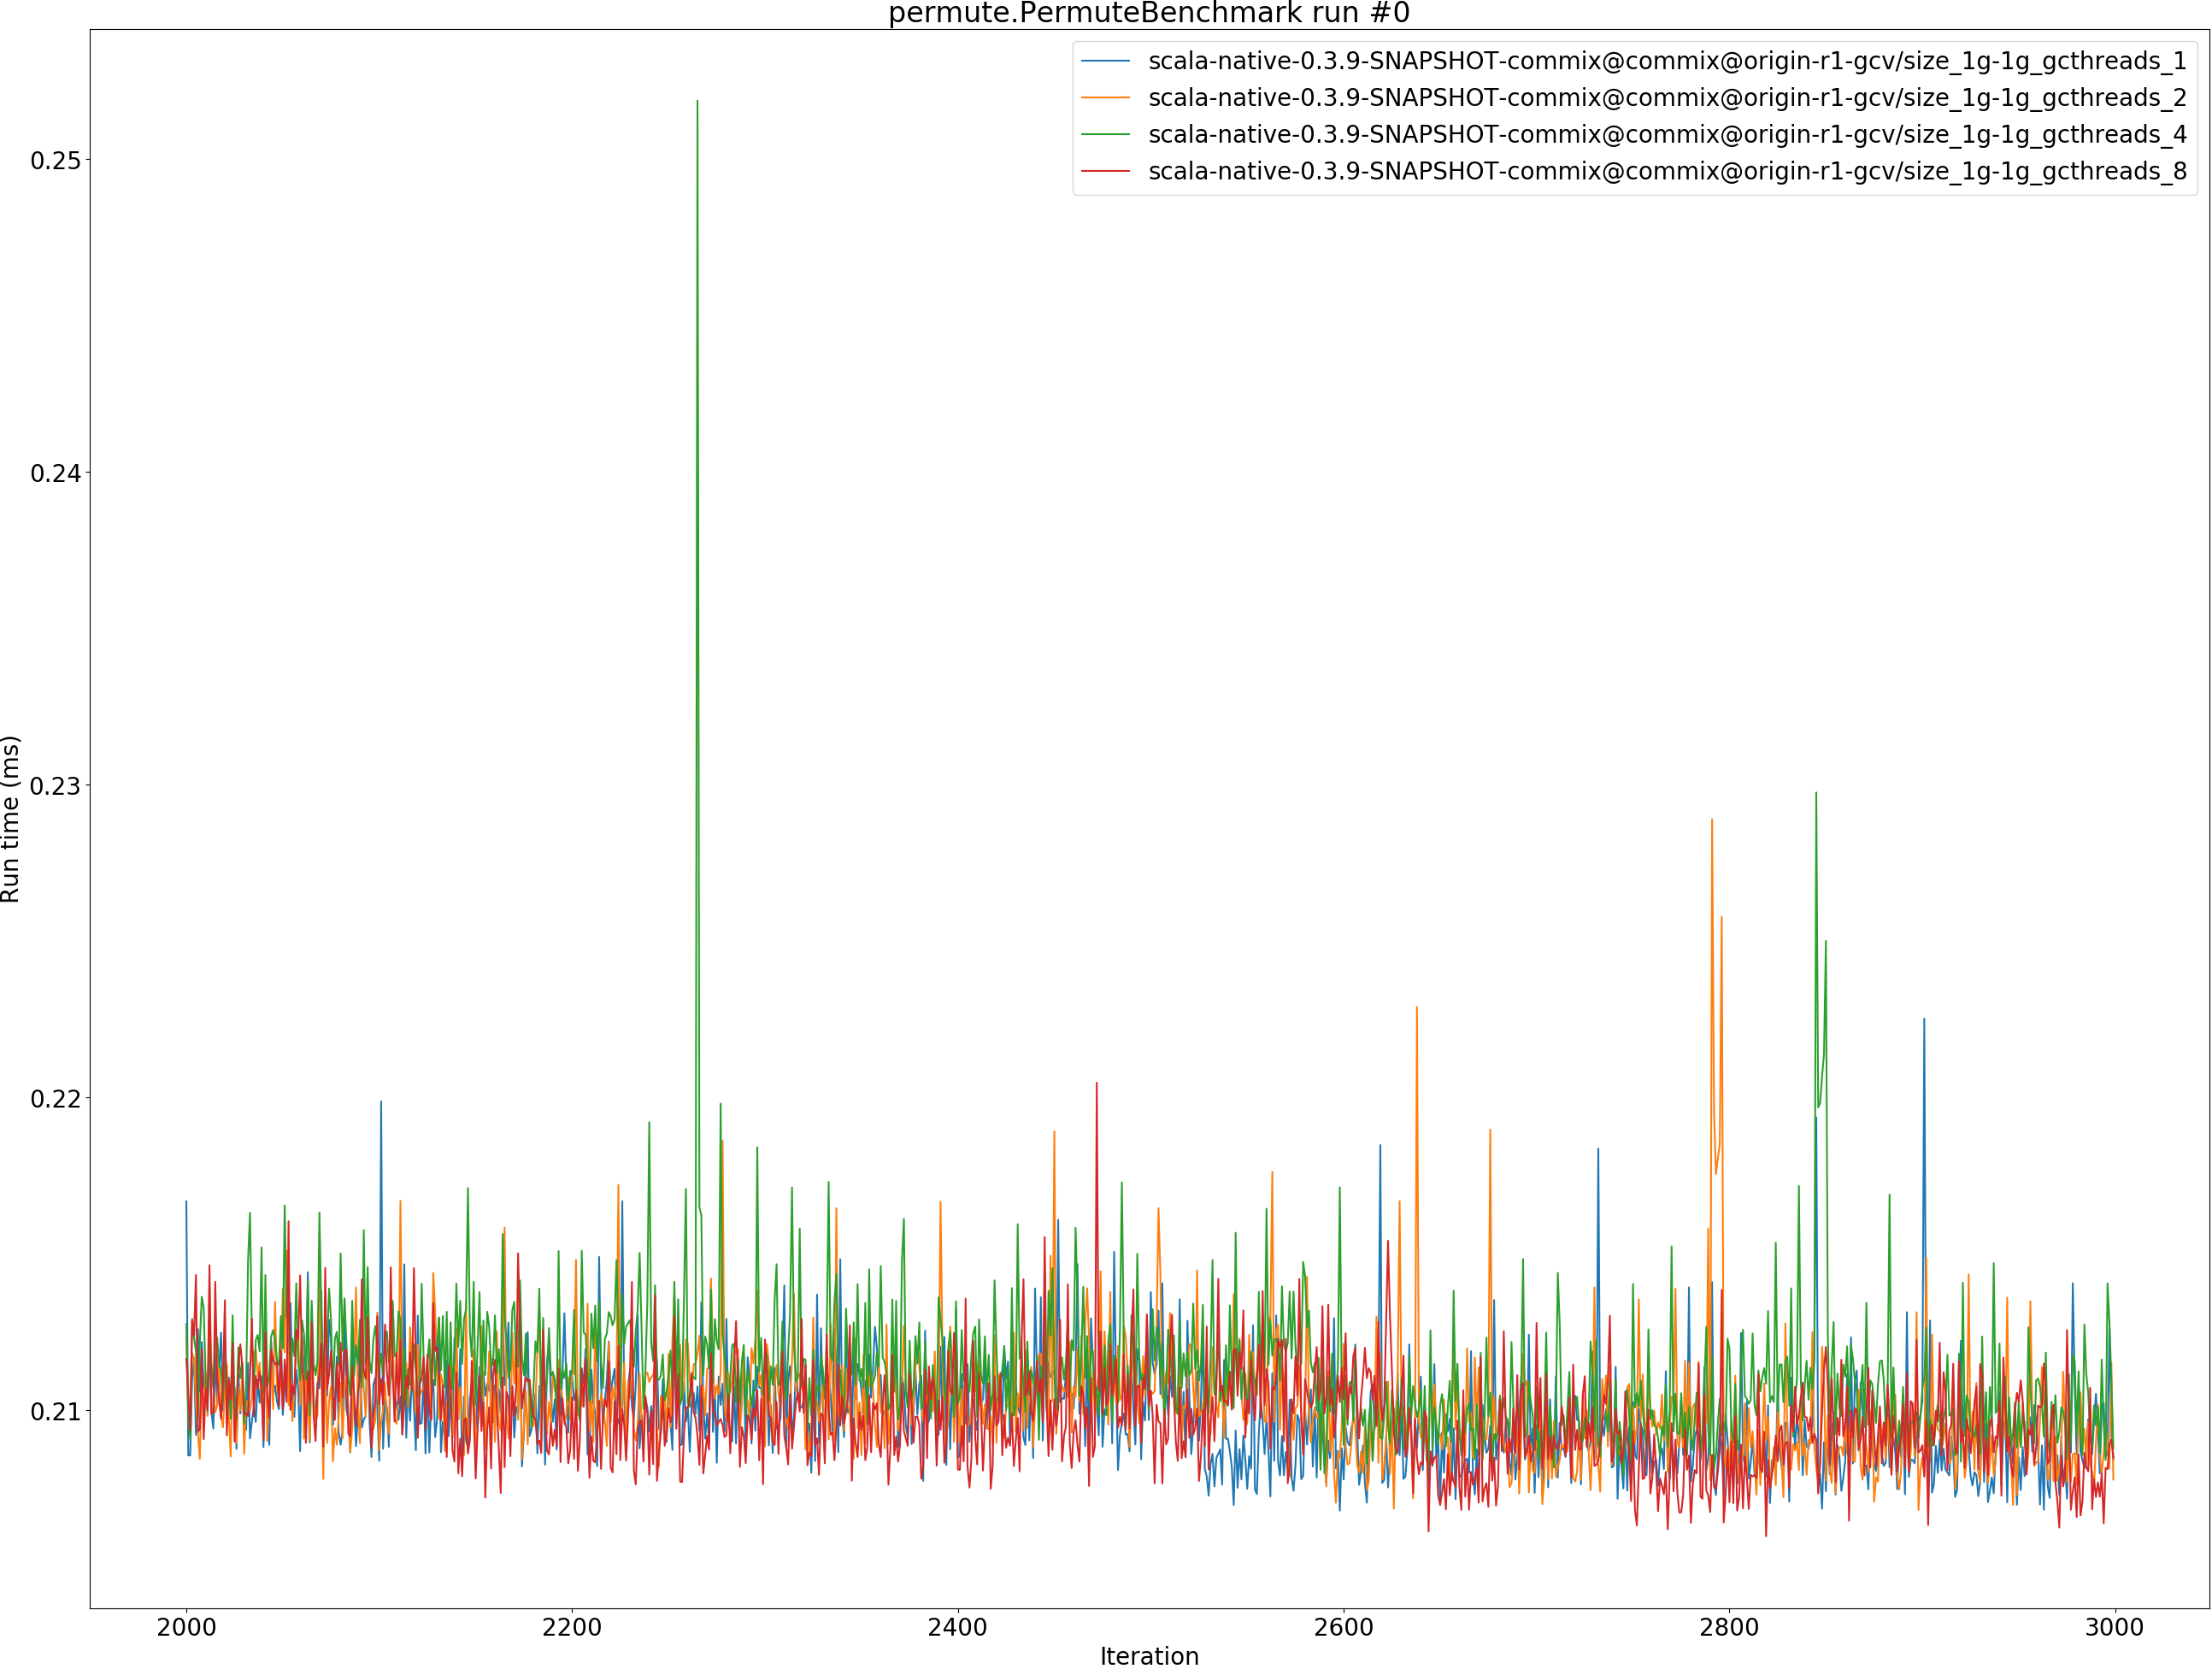 permute.PermuteBenchmark run #0
scala-native-0.3.9-SNAPSHOT-commix@commix@origin-r1-gcv/size_1g-1g_gcthreads_1
scala-native-0.3.9-SNAPSHOT-commix@commix@origin-r1-gcv/size_1g-1g_gcthreads_2
scala-native-0.3.9-SNAPSHOT-commix@commix@origin-r1-gcv/size_1g-1g_gcthreads_4
scala-native-0.3.9-SNAPSHOT-commix@commix@origin-r1-gcv/size_1g-1g_gcthreads_8
0.25
0.24
0.23
0.22
0.21
Run time (ms)
2000 2200 2400 2600 2800 3000
Iteration